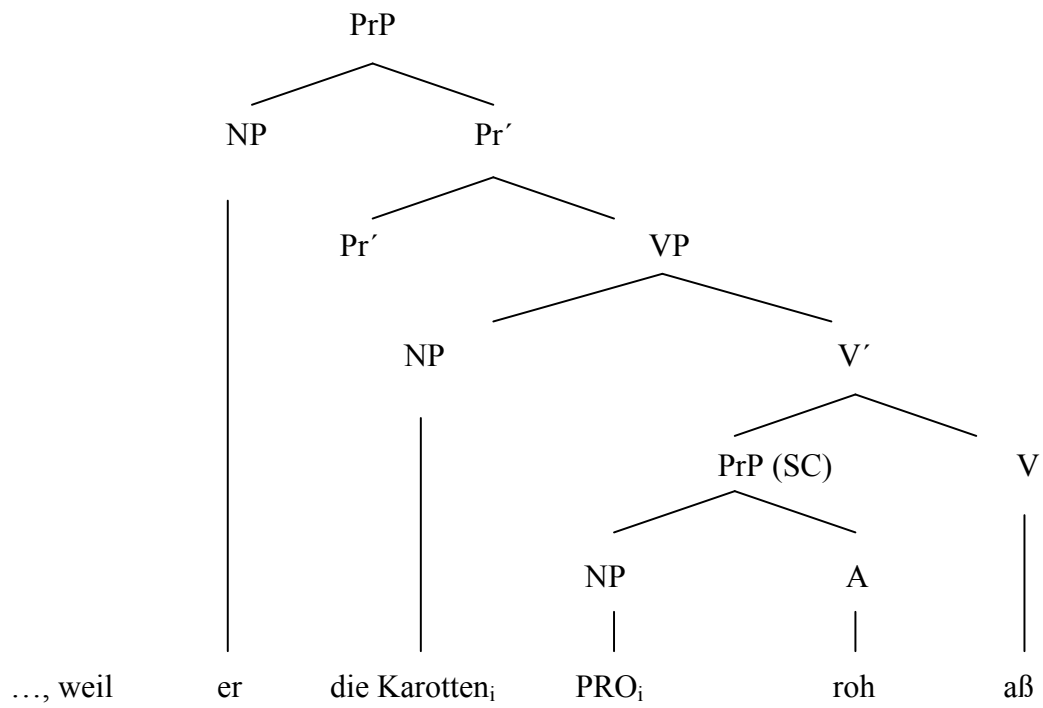 PrP
NP Pr´
Pr´ VP
NP V´
PrP (SC) V
NP A
…, weil er die Karottenᵢ PROᵢ roh aß